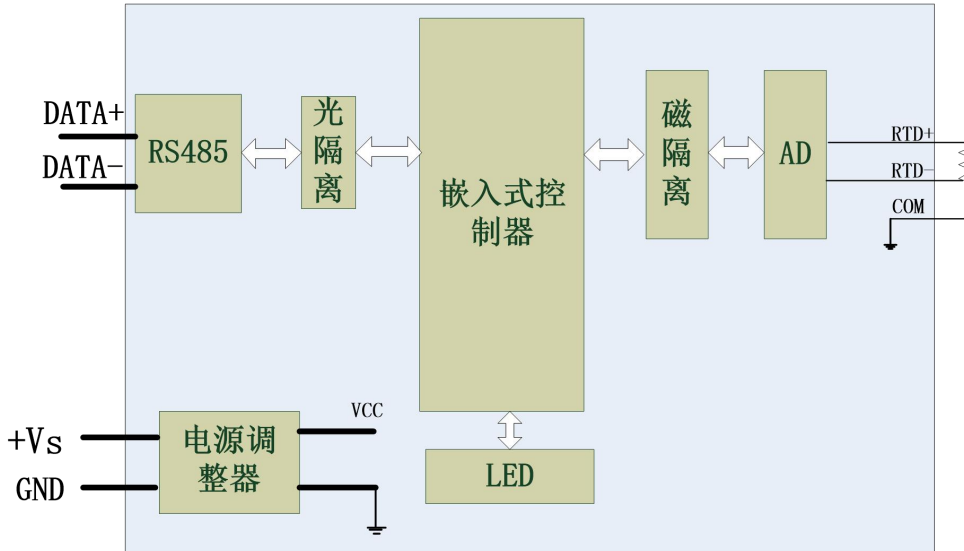 DATA+
DATA-
RS485
光
隔
离
嵌入式控
制器
磁
隔
离
AD
RTD+
RTD-
COM
+Vs
GND
电源调
整器
VCC
LED